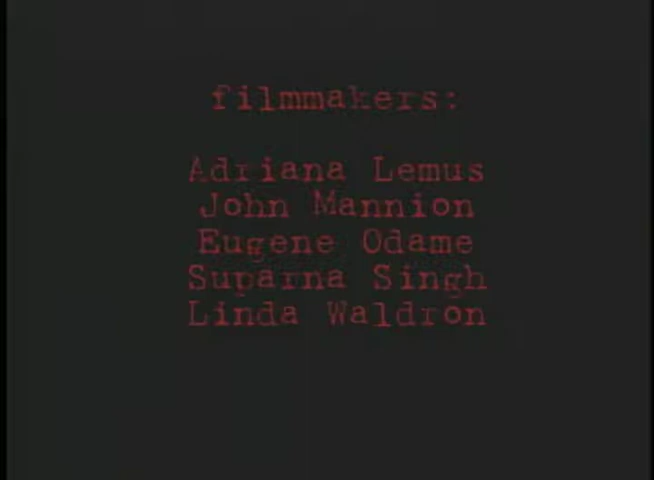 filmmakers:
Adriana Lemus
John Mannion
Eugene Odame
Suparna Singh
Linda Waldron